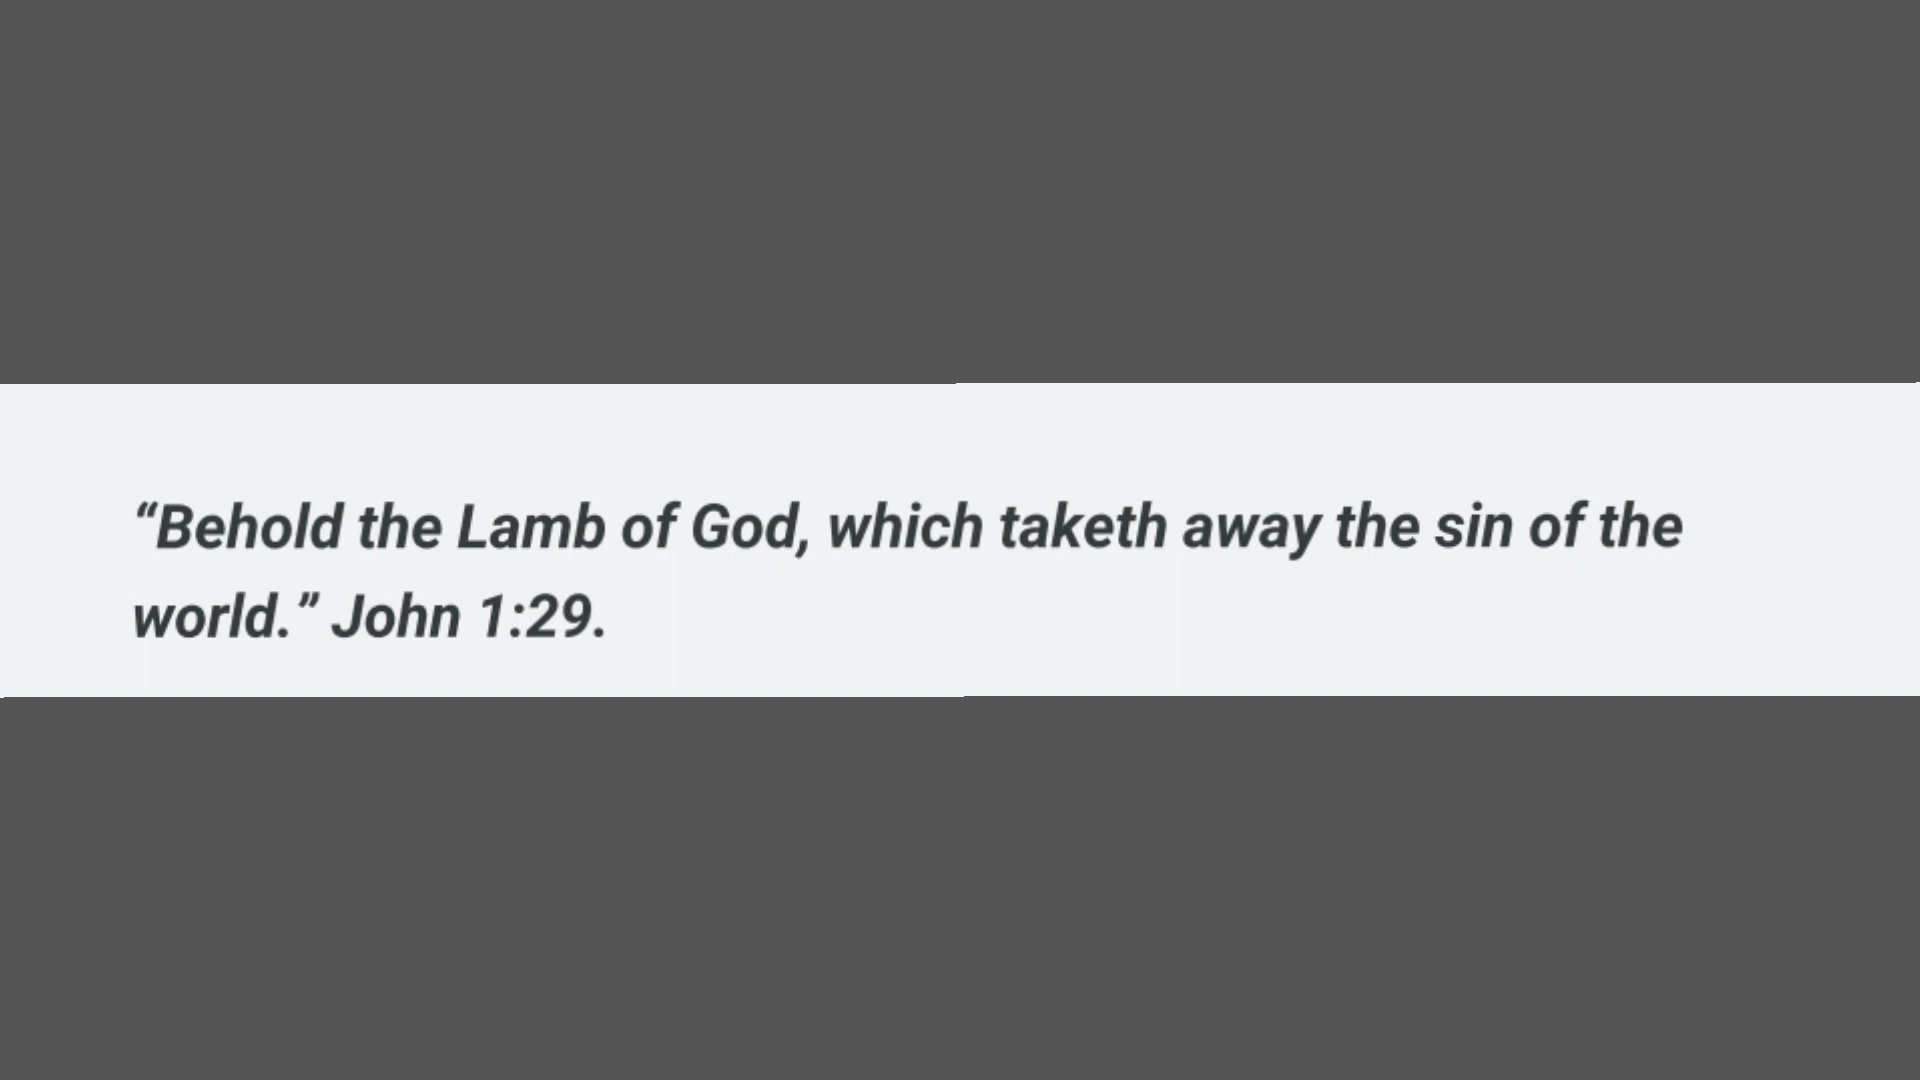 “Behold the Lamb of God, which taketh away the sin of the
world.” John 1:29.